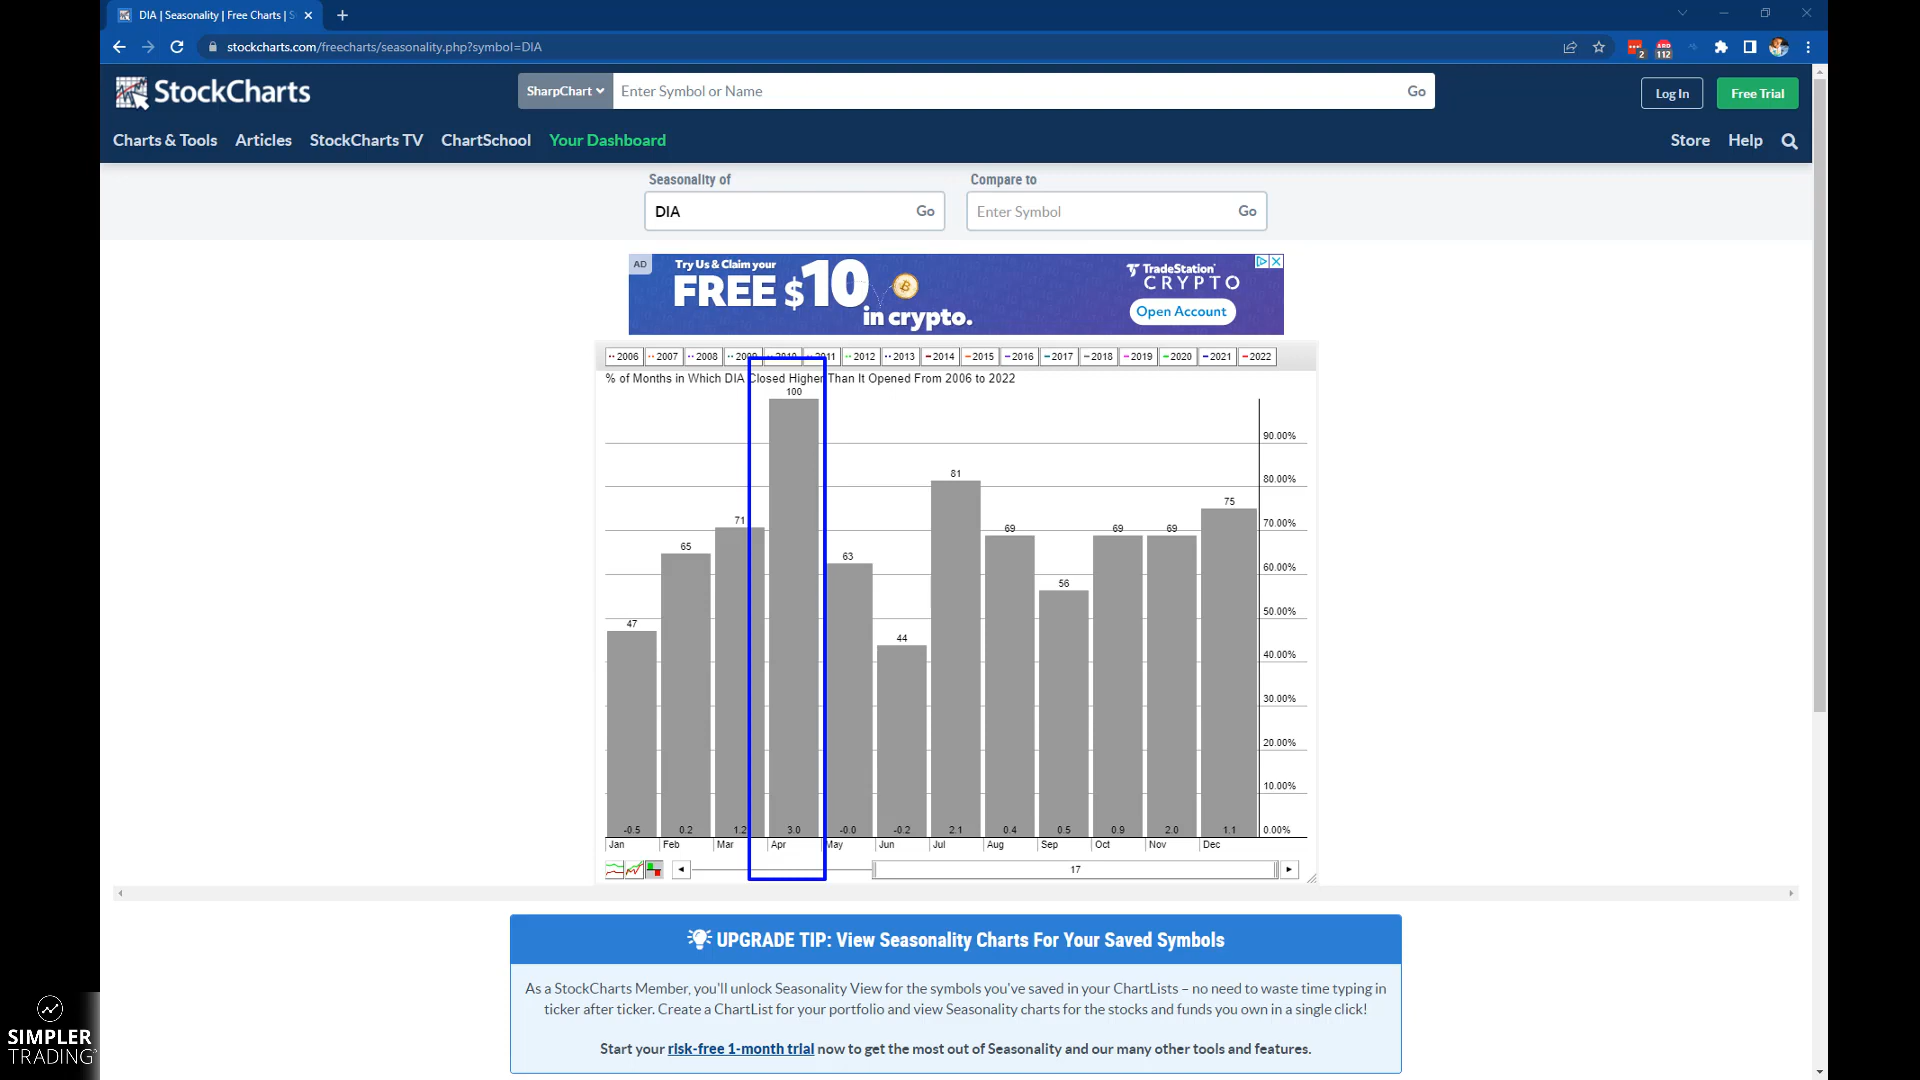 DIA | Seasonality | Free Charts | S
stockcharts.com/freecharts/seasonality.php?symbol=DIA
2
ABP
112
StockCharts
SharpChart
Enter Symbol or Name
Go
Log In
Free Trial
Charts & Tools
Articles
StockCharts TV
ChartSchool
Your Dashboard
Store
Help
Seasonality of
Compare to
DIA
Go
Enter Symbol
Go
AD
Try Us & Claim your
FREE $10
in crypto.
TradeStation
CRYPTO
Open Account
2006 2007 2008 2009 2010 2011 2012 2013 2014 2015 2016 2017 2018 2019 2020 2021 2022
% of Months in Which DIA Closed Higher Than It Opened From 2006 to 2022
100
90.00%
81
80.00%
75
71
70.00%
69
69
69
65
63
60.00%
56
50.00%
47
44
40.00%
30.00%
20.00%
10.00%
-0.5 0.2 1.2 3.0 -0.0 -0.2 2.1 0.4 0.5 0.9 2.0 1.1 0.00%
Jan Feb Mar Apr May Jun Jul Aug Sep Oct Nov Dec
17
UPGRADE TIP: View Seasonality Charts For Your Saved Symbols
As a StockCharts Member, you'll unlock Seasonality View for the symbols you've saved in your ChartLists – no need to waste time typing in
ticker after ticker. Create a ChartList for your portfolio and view Seasonality charts for the stocks and funds you own in a single click!
Start your risk-free 1-month trial now to get the most out of Seasonality and our many other tools and features.
SIMPLER
TRADING